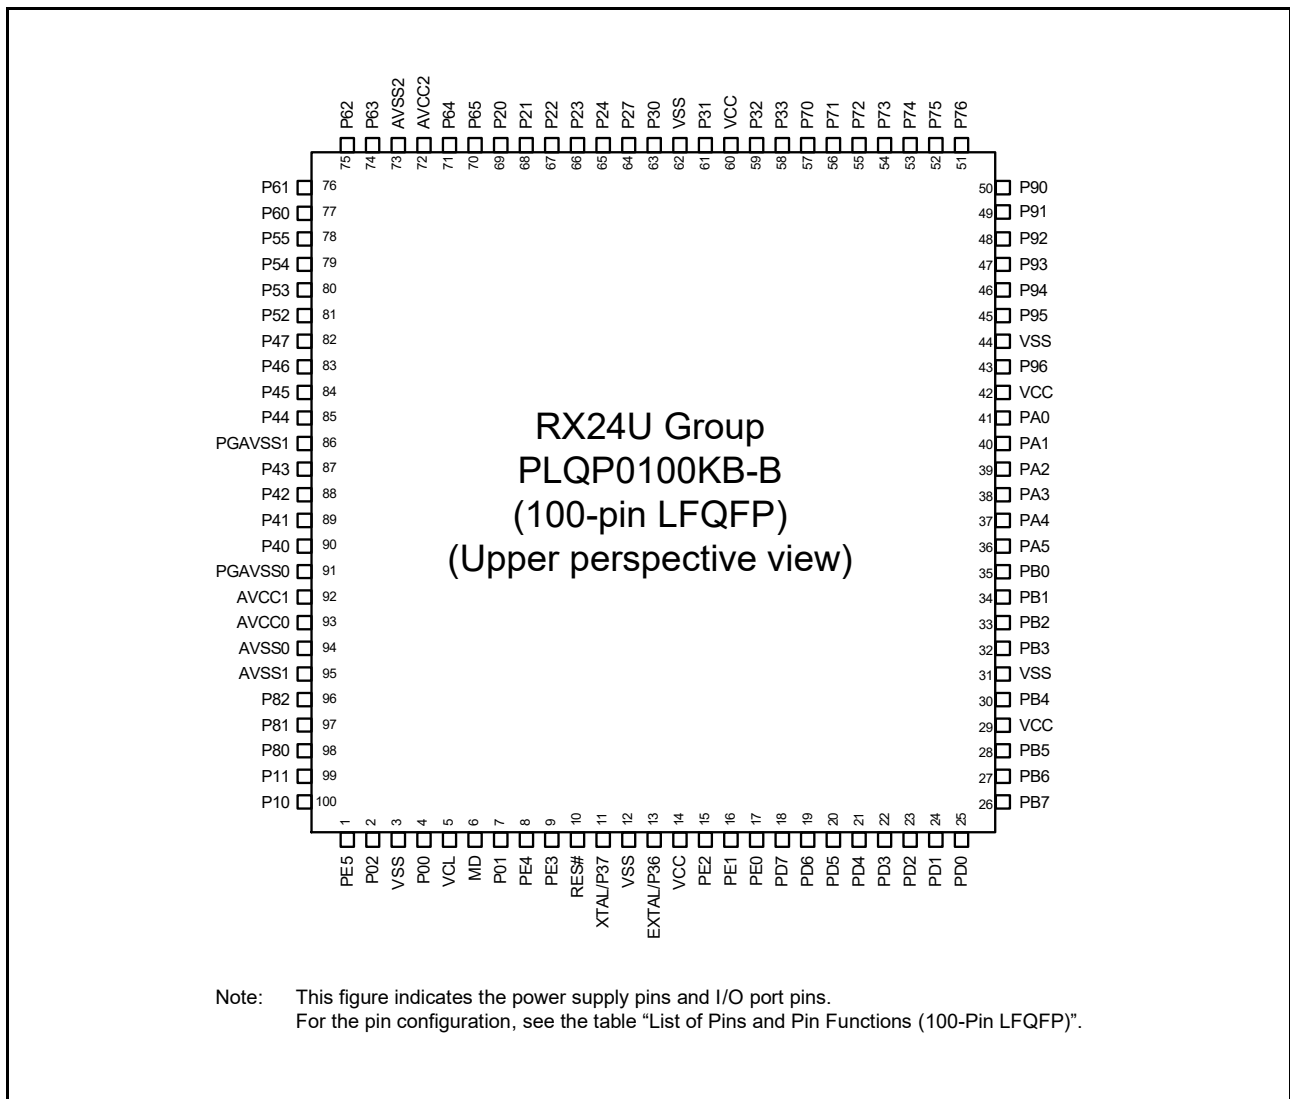 P62 P63 AVSS2 AVCC2 P64 P65 P20 P21 P22 P23 P24 P27 P30 VSS P31 VCC P32 P33 P70 P71 P72 P73 P74 P75 P76
75 74 73 72 71 70 69 68 67 66 65 64 63 62 61 60 59 58 57 56 55 54 53 52 51
P61 76
P60 77
P55 78
P54 79
P53 80
P52 81
P47 82
P46 83
P45 84
P44 85
PGAVSS1 86
P43 87
P42 88
P41 89
P40 90
PGAVSS0 91
AVCC1 92
AVCC0 93
AVSS0 94
AVSS1 95
P82 96
P81 97
P80 98
P11 99
P10 100
RX24U Group
PLQP0100KB-B
(100-pin LFQFP)
(Upper perspective view)
50 P90
49 P91
48 P92
47 P93
46 P94
45 P95
44 VSS
43 P96
42 VCC
41 PA0
40 PA1
39 PA2
38 PA3
37 PA4
36 PA5
35 PB0
34 PB1
33 PB2
32 PB3
31 VSS
30 PB4
29 VCC
28 PB5
27 PB6
26 PB7
1 2 3 4 5 6 7 8 9 10 11 12 13 14 15 16 17 18 19 20 21 22 23 24 25
PE5 P02 VSS P00 VCL MD P01 PE4 PE3 RES# XTAL/P37 VSS EXTAL/P36 VCC PE2 PE1 PE0 PD7 PD6 PD5 PD4 PD3 PD2 PD1 PD0
Note: This figure indicates the power supply pins and I/O port pins.
For the pin configuration, see the table “List of Pins and Pin Functions (100-Pin LFQFP)”.